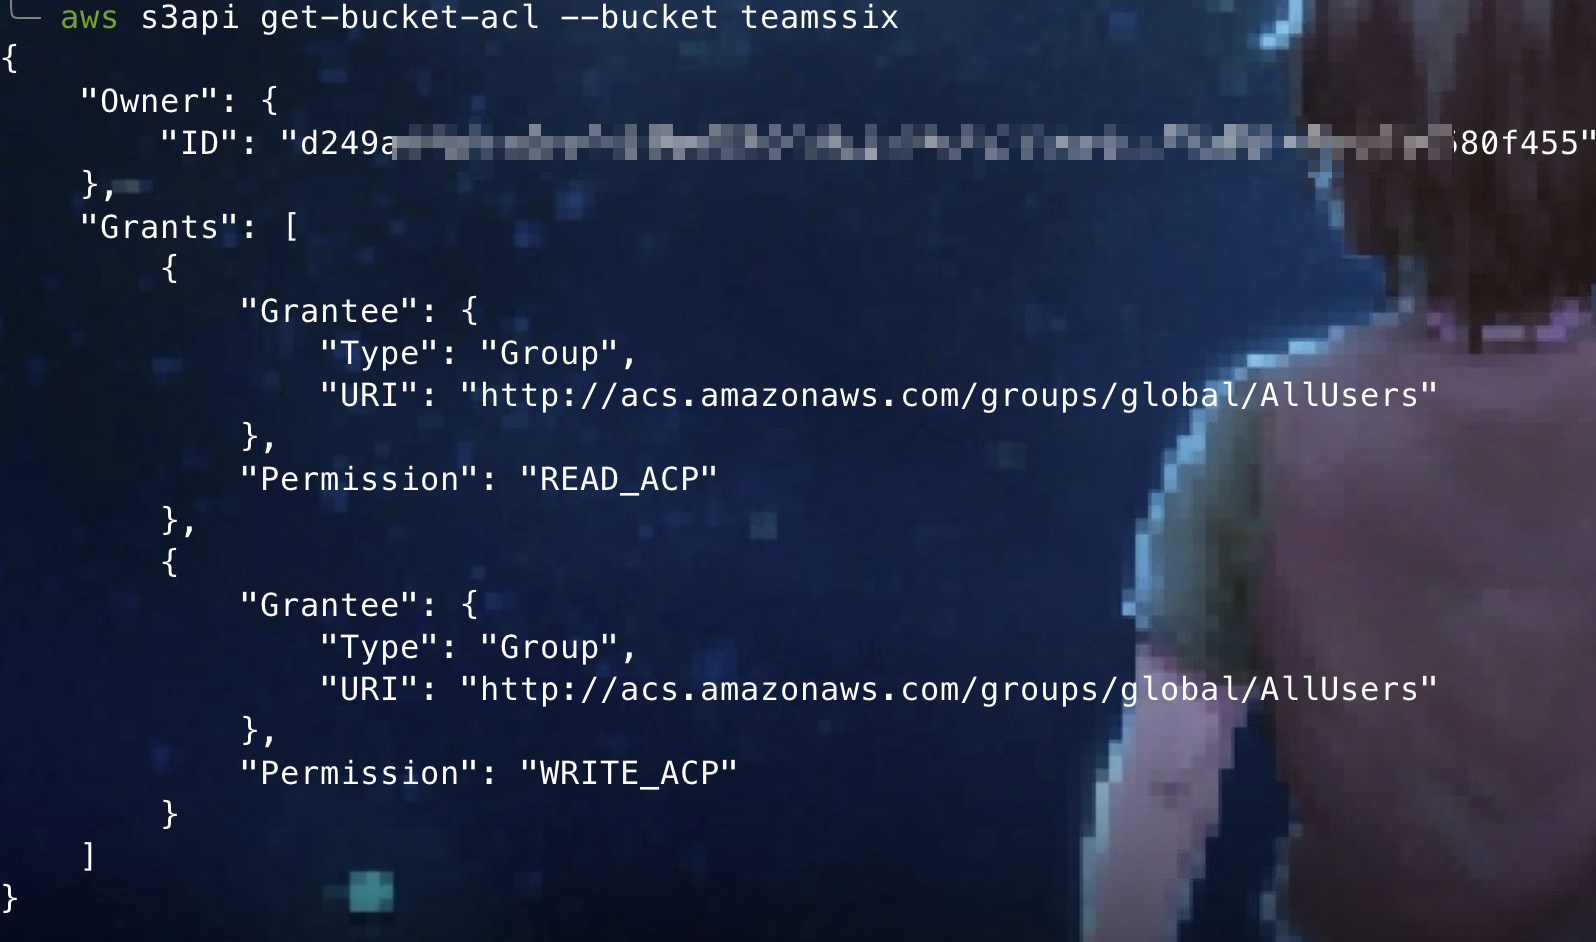 aws s3api get-bucket-acl --bucket teamssix
{
    "Owner": {
        "ID": "d249a 80f455"
    },
    "Grants": [
        {
            "Grantee": {
                "Type": "Group",
                "URI": "http://acs.amazonaws.com/groups/global/AllUsers"
            },
            "Permission": "READ_ACP"
        },
        {
            "Grantee": {
                "Type": "Group",
                "URI": "http://acs.amazonaws.com/groups/global/AllUsers"
            },
            "Permission": "WRITE_ACP"
        }
    ]
}